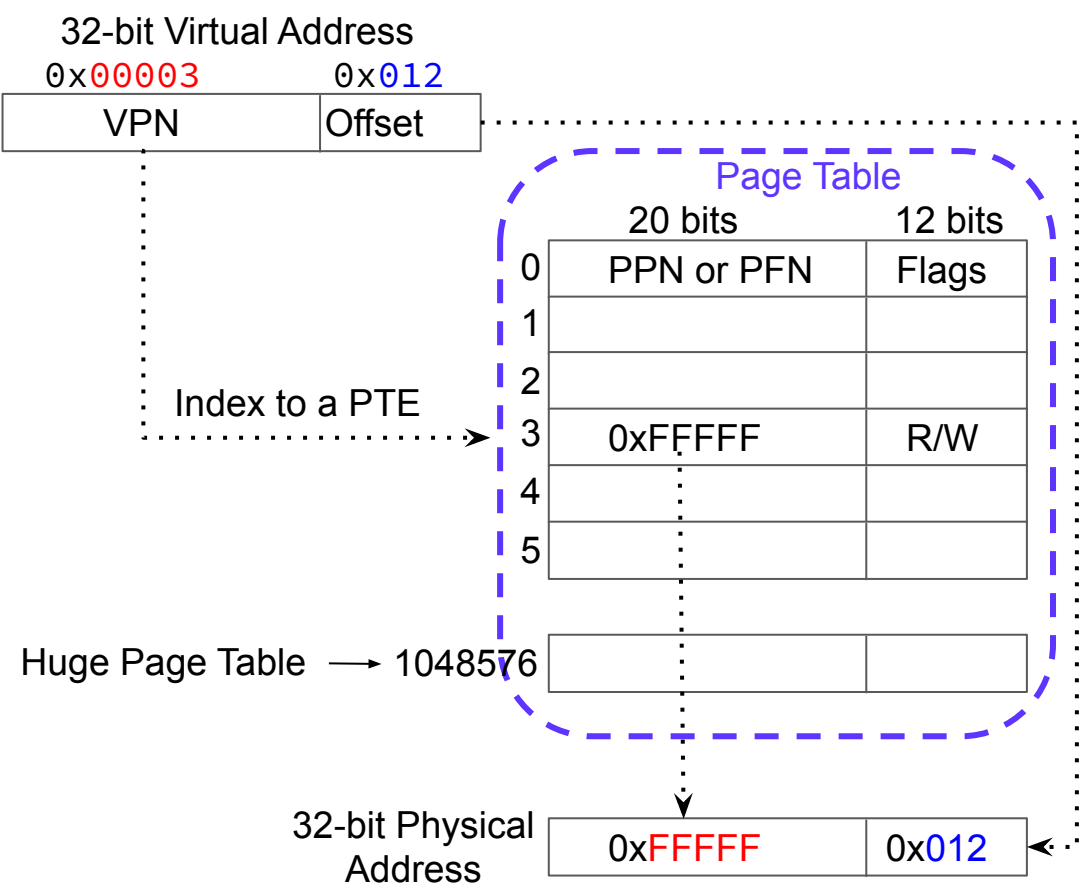 32-bit Virtual Address
0x00003 0x012
VPN Offset
Page Table
20 bits 12 bits
0 PPN or PFN Flags
1
2
Index to a PTE
3 0xFFFFF R/W
4
5
Huge Page Table 1048576
32-bit Physical
Address
0xFFFFF 0x012